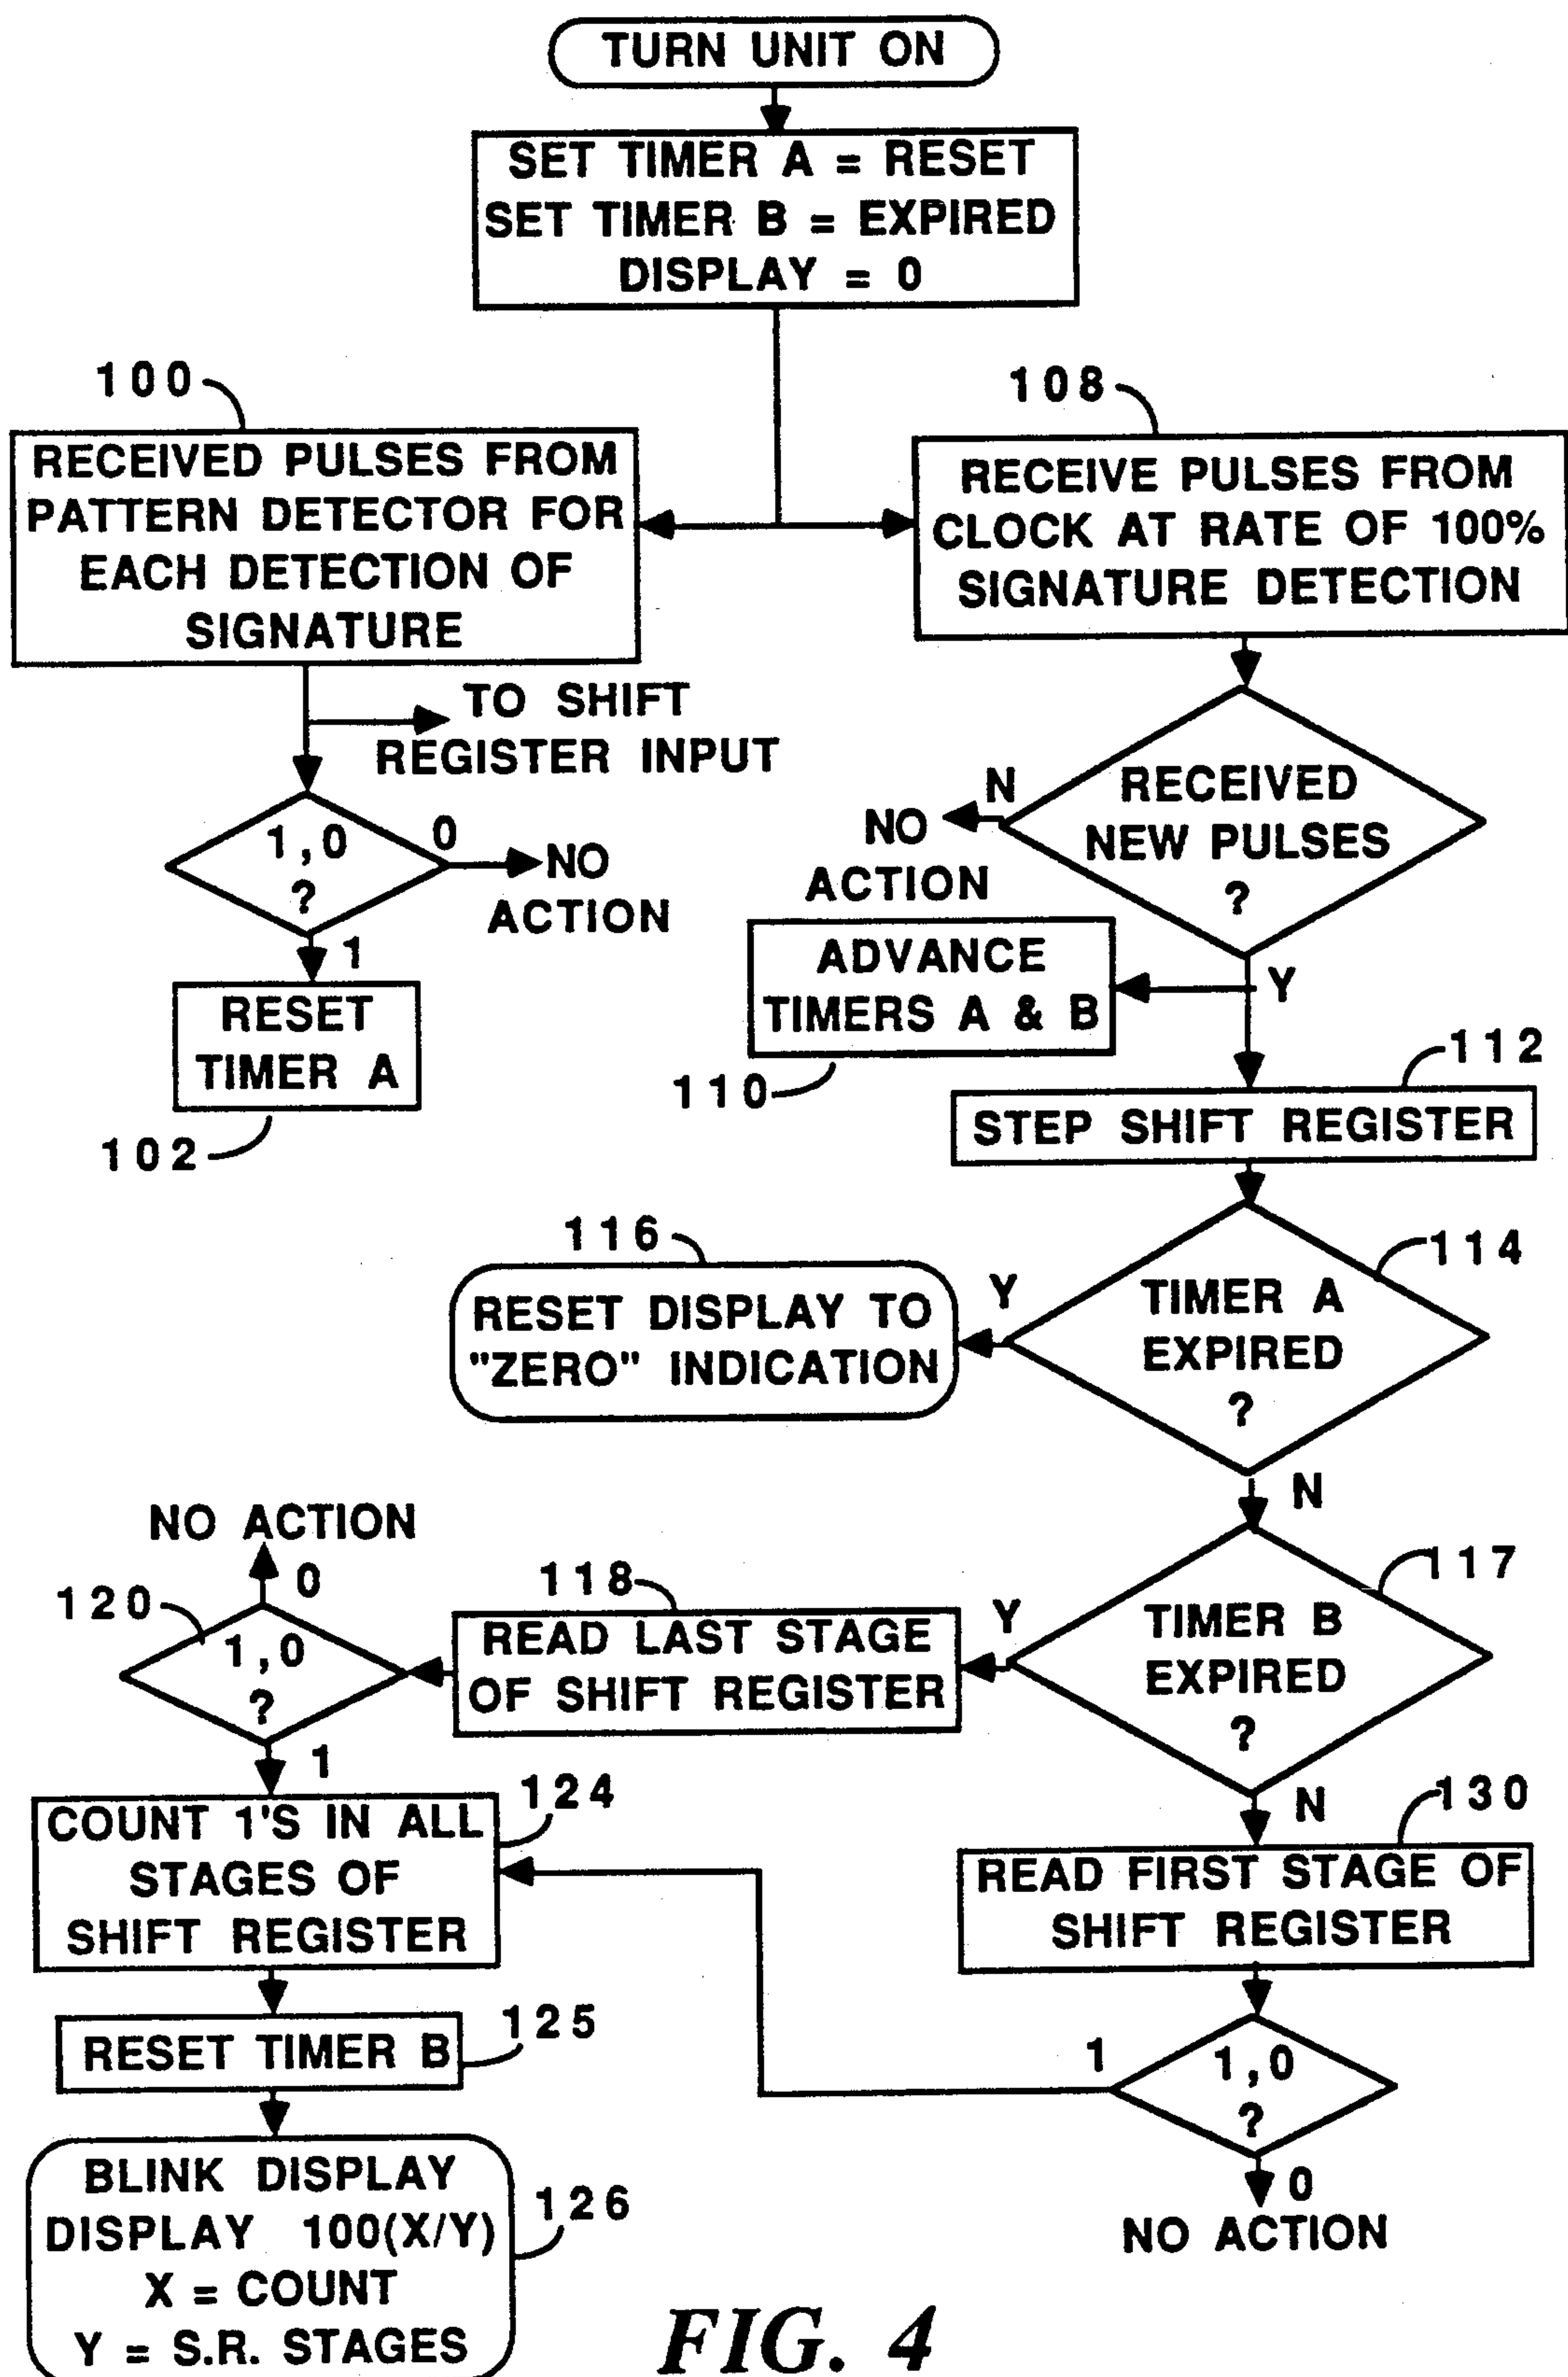 TURN UNIT ON
SET TIMER A = RESET
SET TIMER B = EXPIRED
DISPLAY = 0
100
RECEIVED PULSES FROM
PATTERN DETECTOR FOR
EACH DETECTION OF
SIGNATURE
108
RECEIVE PULSES FROM
CLOCK AT RATE OF 100%
SIGNATURE DETECTION
TO SHIFT
REGISTER INPUT
1,0
?
0
NO
ACTION
1
RESET
TIMER A
102
RECEIVED
NEW PULSES
?
N
NO
ACTION
Y
ADVANCE
TIMERS A & B
110
112
STEP SHIFT REGISTER
114
TIMER A
EXPIRED
?
Y
116
RESET DISPLAY TO
"ZERO" INDICATION
N
117
TIMER B
EXPIRED
?
Y
118
READ LAST STAGE
OF SHIFT REGISTER
120
1,0
?
0
NO ACTION
1
124
COUNT 1'S IN ALL
STAGES OF
SHIFT REGISTER
N
130
READ FIRST STAGE OF
SHIFT REGISTER
1,0
?
1
0
NO ACTION
125
RESET TIMER B
126
BLINK DISPLAY
DISPLAY 100(X/Y)
X = COUNT
Y = S.R. STAGES
FIG. 4